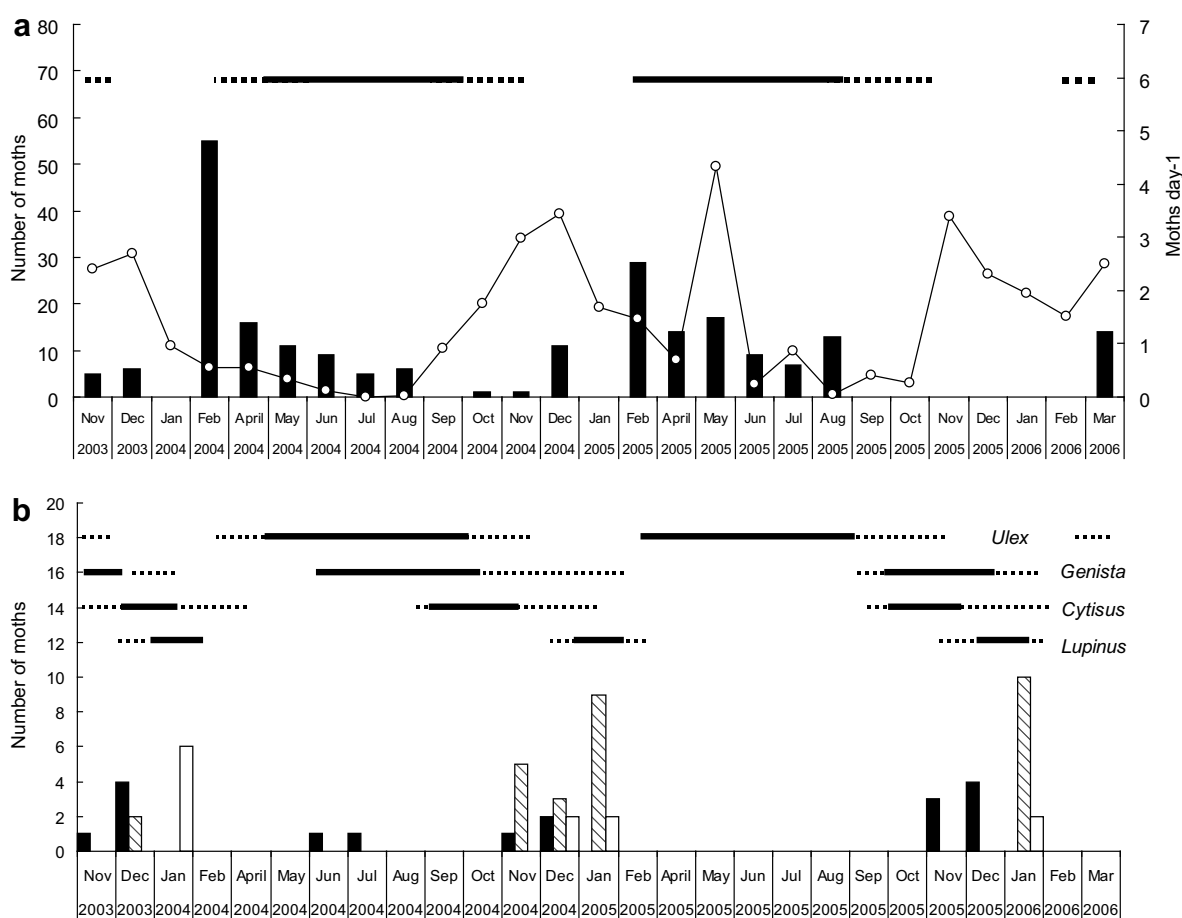 a
80
70
60
50
40
30
20
10
0
Number of moths
7
6
5
4
3
2
1
0
Moths day-1
Nov Dec Jan Feb April May Jun Jul Aug Sep Oct Nov Dec Jan Feb April May Jun Jul Aug Sep Oct Nov Dec Jan Feb Mar
2003 2003 2004 2004 2004 2004 2004 2004 2004 2004 2004 2004 2004 2005 2005 2005 2005 2005 2005 2005 2005 2005 2005 2005 2006 2006 2006
b
20
18
16
14
12
10
8
6
4
2
0
Number of moths
Ulex
Genista
Cytisus
Lupinus
Nov Dec Jan Feb April May Jun Jul Aug Sep Oct Nov Dec Jan Feb May May Jun Jul Aug Sep Oct Nov Dec Jan Feb Mar
2003 2003 2004 2004 2004 2004 2004 2004 2004 2004 2004 2004 2004 2005 2005 2005 2005 2005 2005 2005 2005 2005 2005 2005 2006 2006 2006